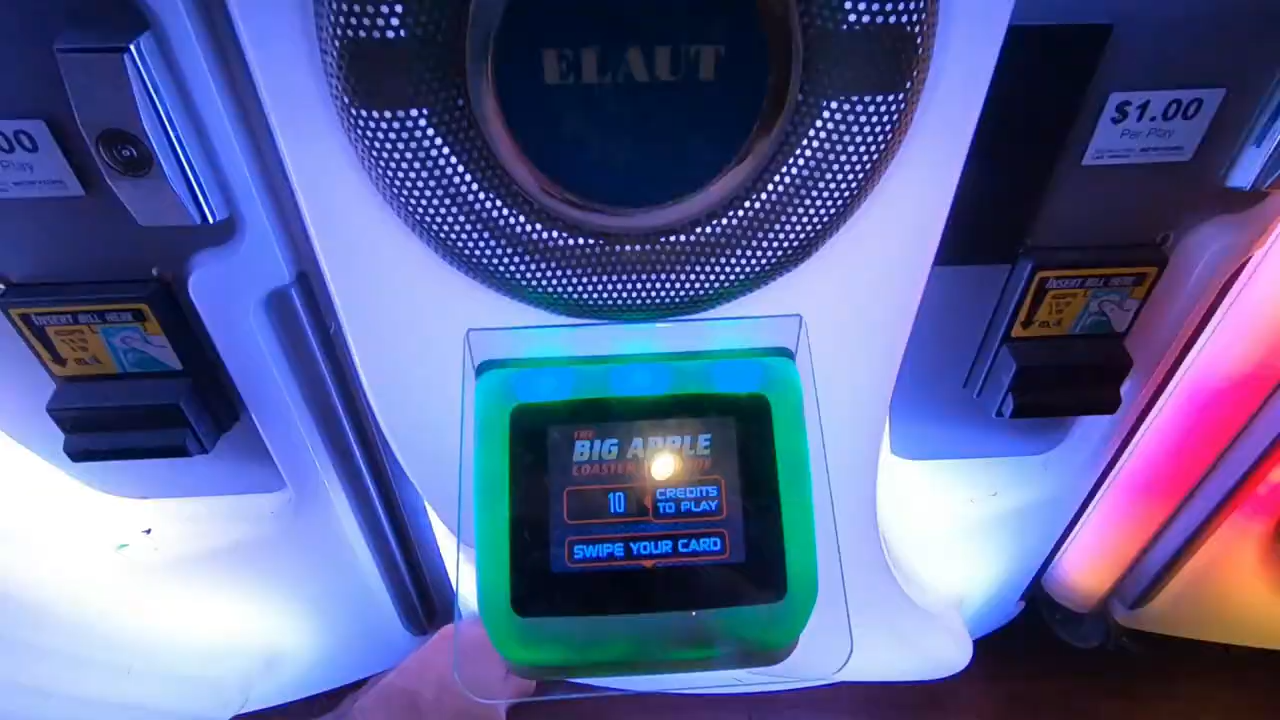 ELAUT
$1.00
Per Play
00
Play
INSERT BILL HERE
INSERT BILL HERE
THE
BIG APPLE
COASTER
10
CREDITS
TO PLAY
SWIPE YOUR CARD